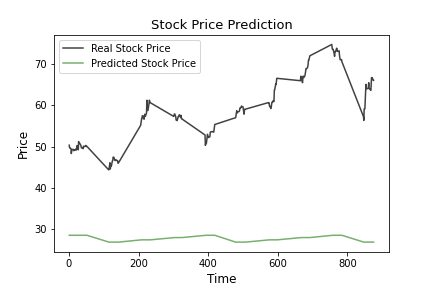 Stock Price Prediction
Real Stock Price
Predicted Stock Price
Price
70
60
50
40
30
0 200 400 600 800
Time